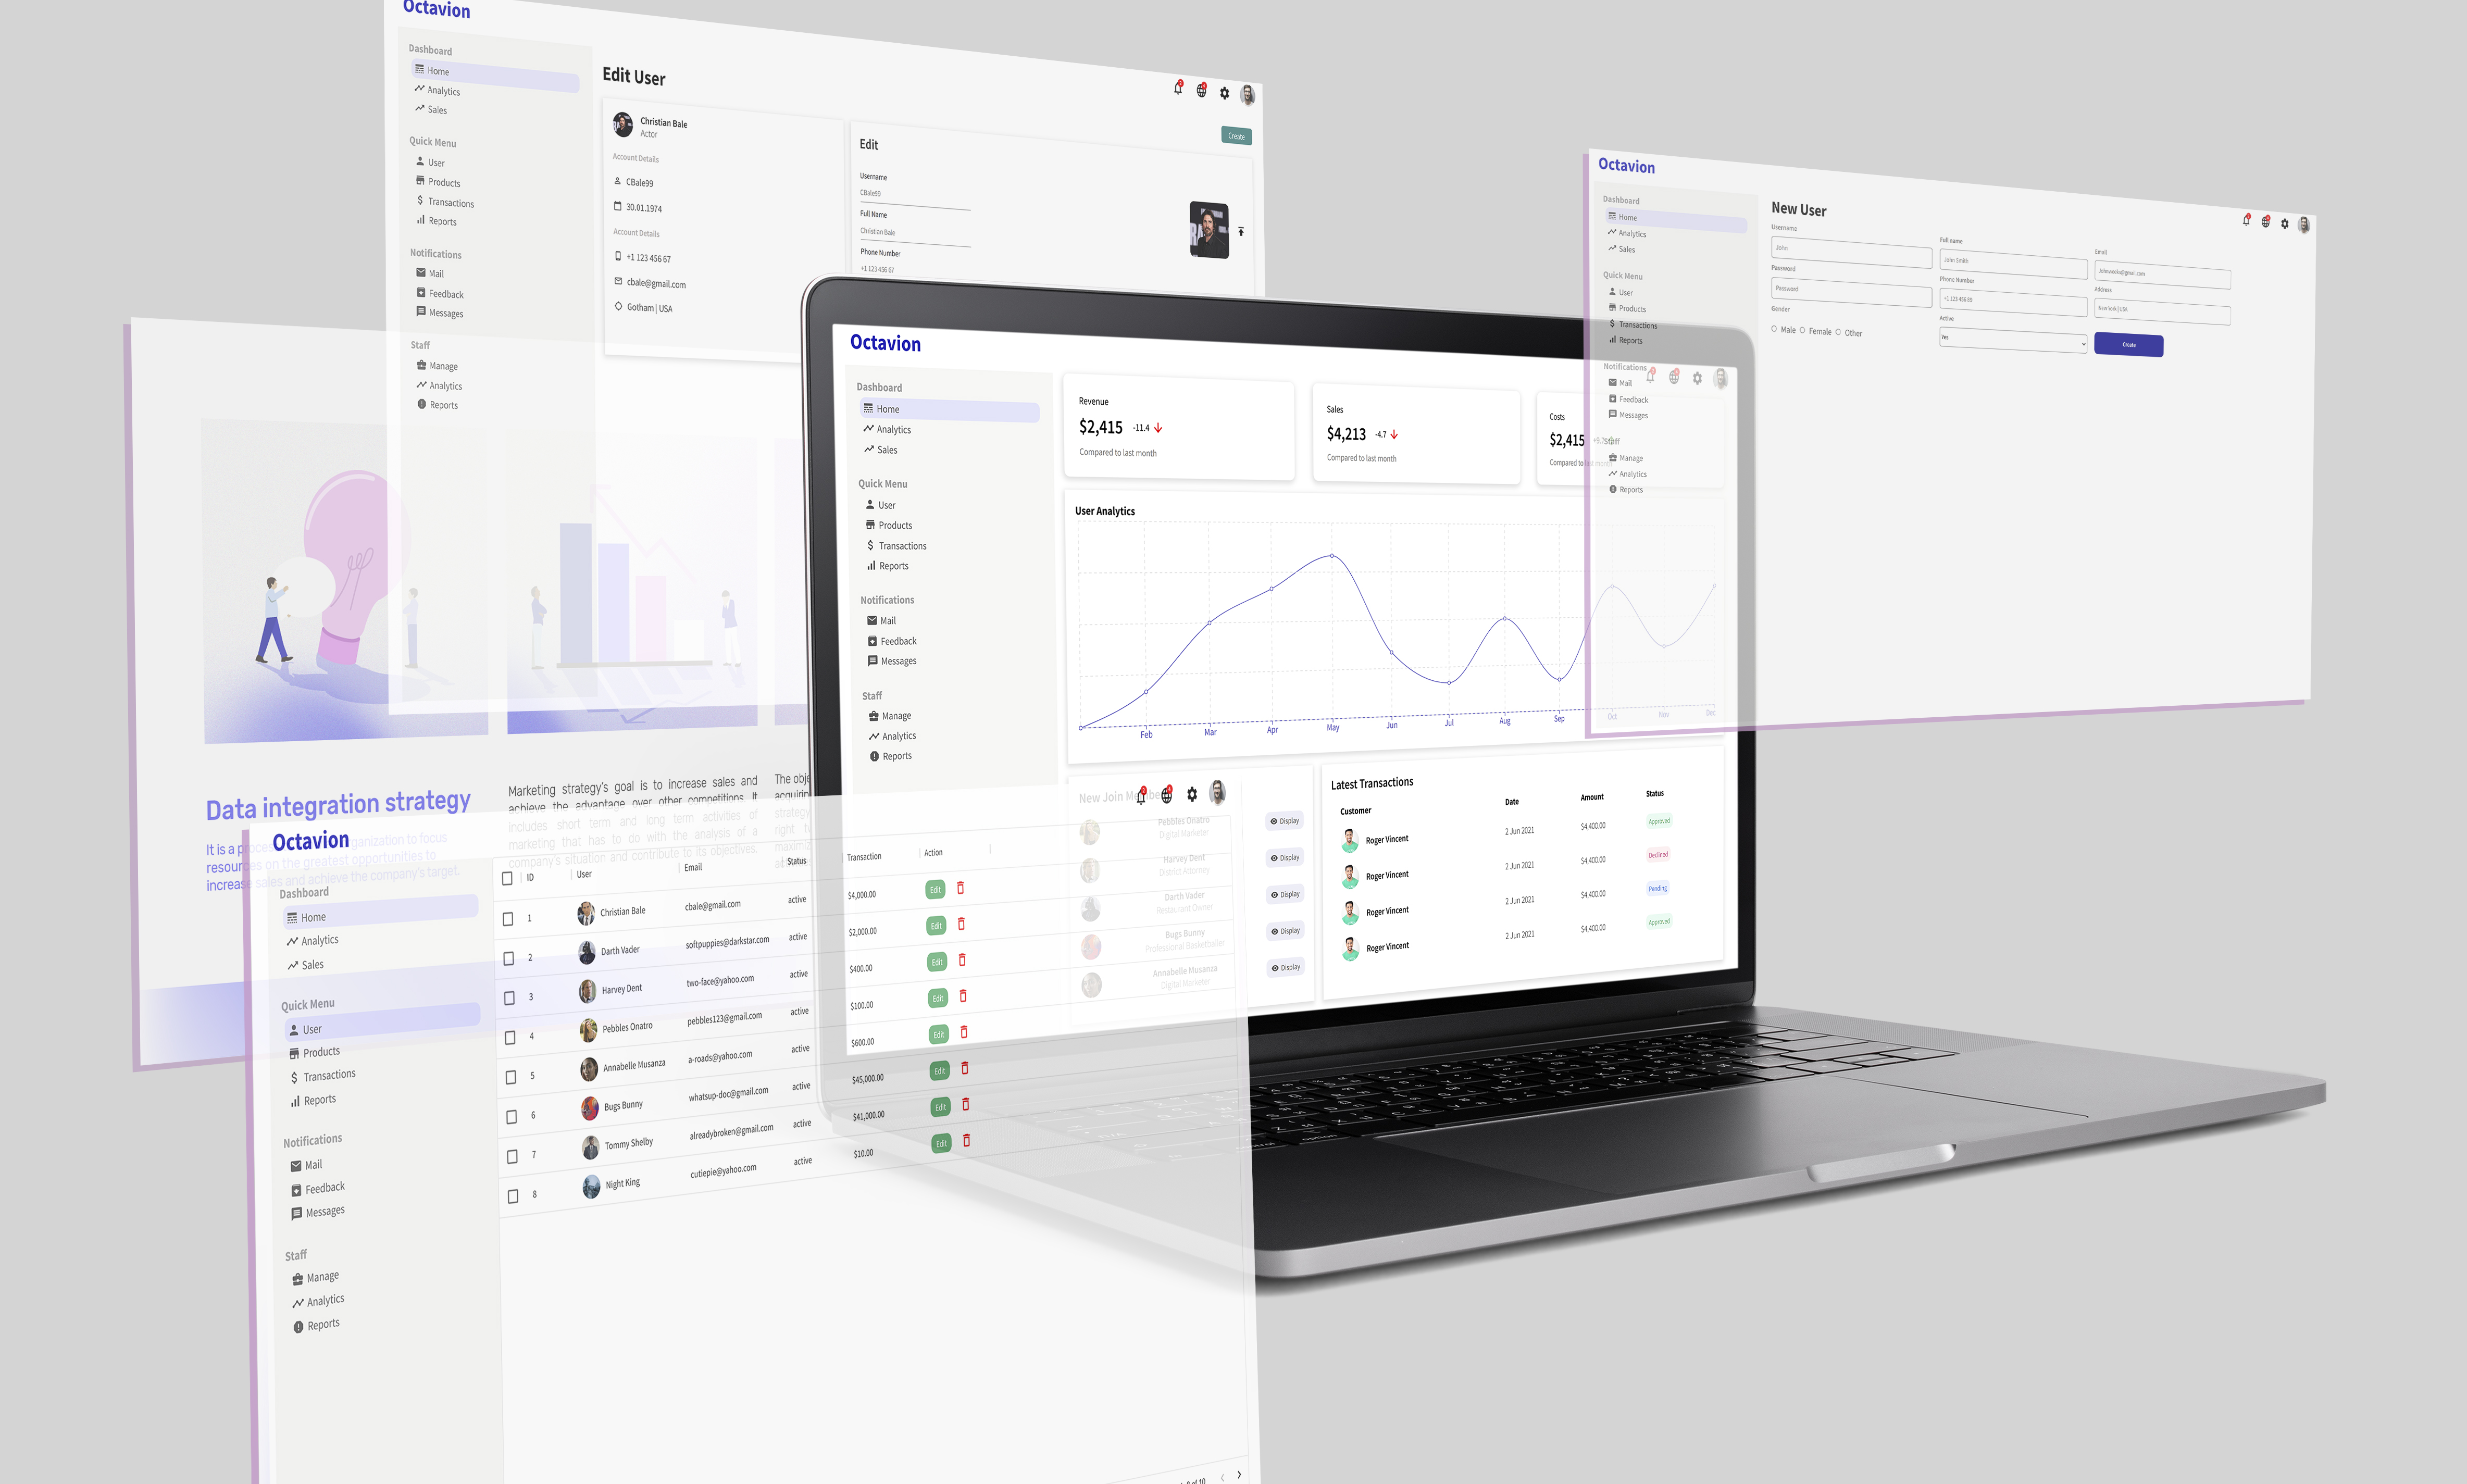 Octavion
Dashboard
Home
Analytics
Sales
Quick Menu
User
Products
Transactions
Reports
Notifications
Mail
Feedback
Messages
Staff
Manage
Analytics
Reports
Edit User
Create
Christian Bale
Actor
Account Details
CBale99
30.01.1974
Account Details
+1 123 456 67
cbale@gmail.com
Gotham | USA
Edit
Username
CBale99
Full Name
Christian Bale
Phone Number
+1 123 456 67
Octavion
Dashboard
Home
Analytics
Sales
Quick Menu
User
Products
Transactions
Reports
Notifications
Mail
Feedback
Messages
Staff
Manage
Analytics
Reports
New User
Username
John
Full name
John Smith
Email
Password
Password
Phone Number
+1 123 456 69
Address
New York | USA
Gender
Male Female Other
Active
Yes
Create
Octavion
Dashboard
Home
Analytics
Sales
Quick Menu
User
Products
Transactions
Reports
Notifications
Mail
Feedback
Messages
Staff
Manage
Analytics
Reports
Revenue
$2,415 -11.4
Compared to last month
Sales
$4,213 -4.7
Compared to last month
Costs
$2,415
Compared to last month
User Analytics
Feb Mar Apr May Jun Jul Aug Sep Oct Nov Dec
New Join Membe
Pebbles Onatro
Digital Marketer
Display
Harvey Dent
District Attorney
Display
Darth Vader
Restaurant Owner
Display
Bugs Bunny
Professional Basketballer
Display
Annabelle Musanza
Digital Marketer
Display
Latest Transactions
Customer Date Amount Status
Roger Vincent 2 Jun 2021 $4,400.00 Approved
Roger Vincent 2 Jun 2021 $4,400.00 Declined
Roger Vincent 2 Jun 2021 $4,400.00 Pending
Roger Vincent 2 Jun 2021 $4,400.00 Approved
Data integration strategy
It is a organization to focus
resources on the greatest opportunities to
increase sales and achieve the company's target.
Marketing strategy's goal is to increase sales and
achieve the advantage over other competitions. It
includes short term and long term activities of
marketing that has to do with the analysis of a
company's situation and contribute to its objectives.
The
strategy
right
Octavion
Dashboard
Home
Analytics
Sales
Quick Menu
User
Products
Transactions
Reports
Notifications
Mail
Feedback
Messages
Staff
Manage
Analytics
Reports
ID User Email Status Transaction Action
1 Christian Bale cbale@gmail.com active $4,000.00 Edit
2 Darth Vader softpuppies@darkstar.com active $2,000.00 Edit
3 Harvey Dent two-face@yahoo.com active $400.00 Edit
4 Pebbles Onatro pebbles123@gmail.com active $100.00 Edit
5 Annabelle Musanza a-roads@yahoo.com active $600.00 Edit
6 Bugs Bunny whatsup-doc@gmail.com active $45,000.00 Edit
7 Tommy Shelby alreadybroken@gmail.com active $41,000.00 Edit
8 Night King cutiepie@yahoo.com active $10.00 Edit
of 10